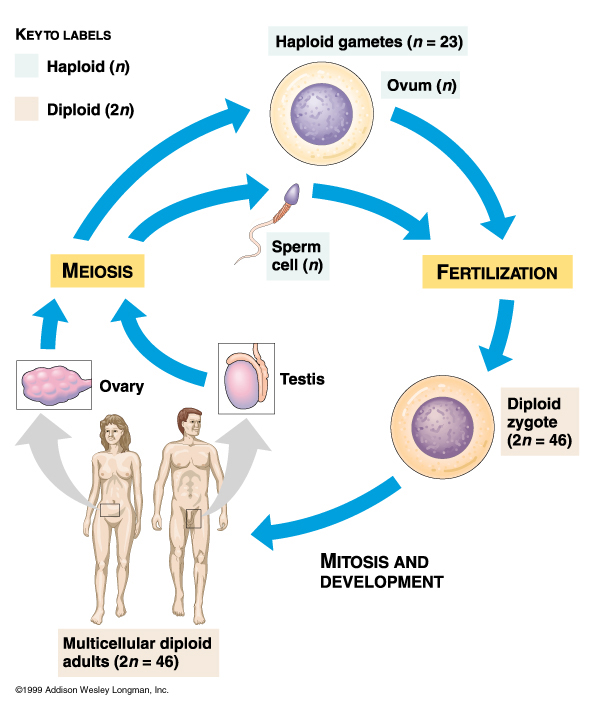 KEY TO LABELS
Haploid (n)
Diploid (2n)
Haploid gametes (n = 23)
Ovum (n)
Sperm
cell (n)
MEIOSIS
FERTILIZATION
Ovary
Testis
Diploid
zygote
(2n = 46)
MITOSIS AND
DEVELOPMENT
Multicellular diploid
adults (2n = 46)
©1999 Addison Wesley Longman, Inc.